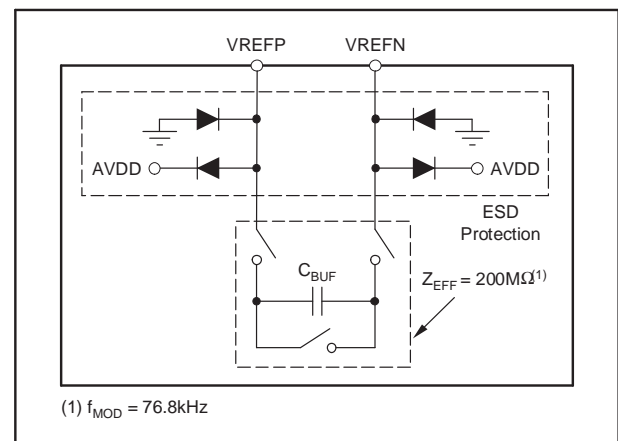 VREFP VREFN
AVDD AVDD
ESD
Protection
C_BUF
Z_EFF = 200MΩ(1)
(1) f_MOD = 76.8kHz